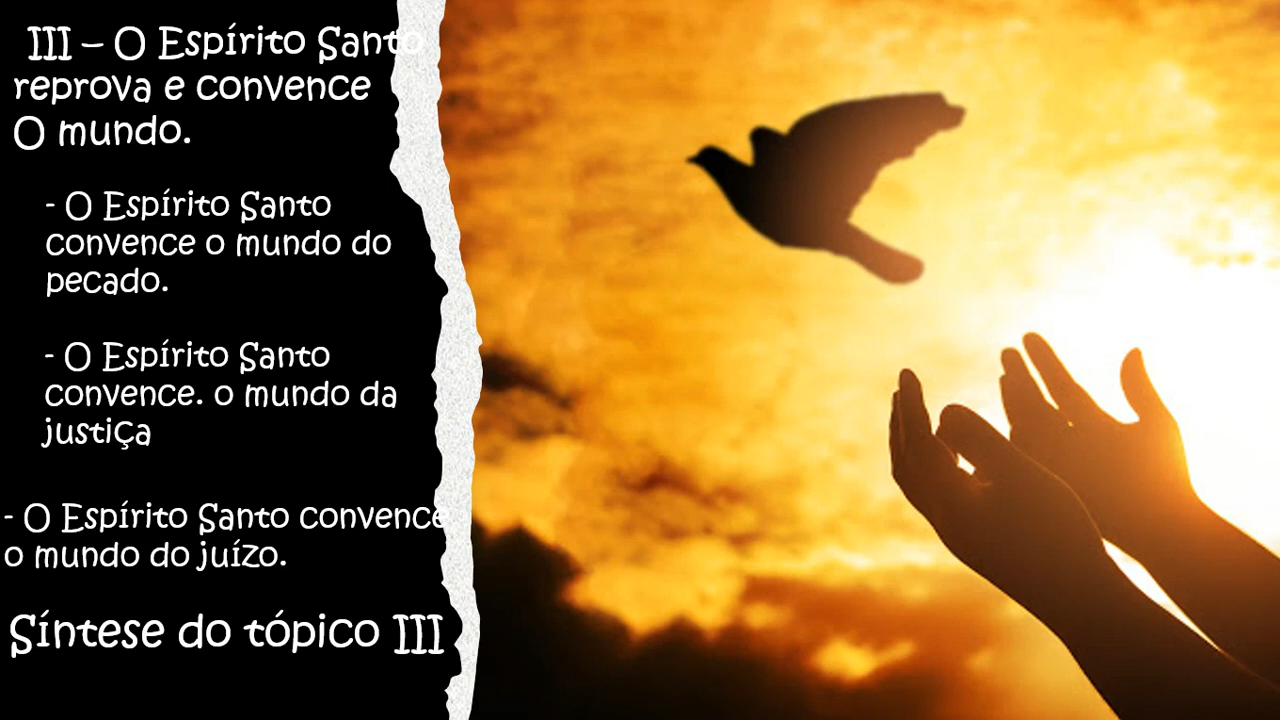 III – O Espírito Santo
reprova e convence
O mundo.
- O Espírito Santo
convence o mundo do
pecado.
- O Espírito Santo
convence. o mundo da
justiça
- O Espírito Santo convence
o mundo do juízo.
Síntese do tópico III